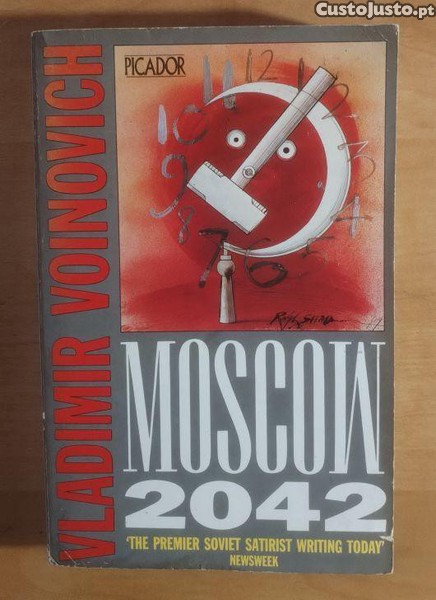 CustoJusto.pt
PICADOR
VLADIMIR VOINOVICH
MOSCOW
2042
'THE PREMIER SOVIET SATIRIST WRITING TODAY'
NEWSWEEK